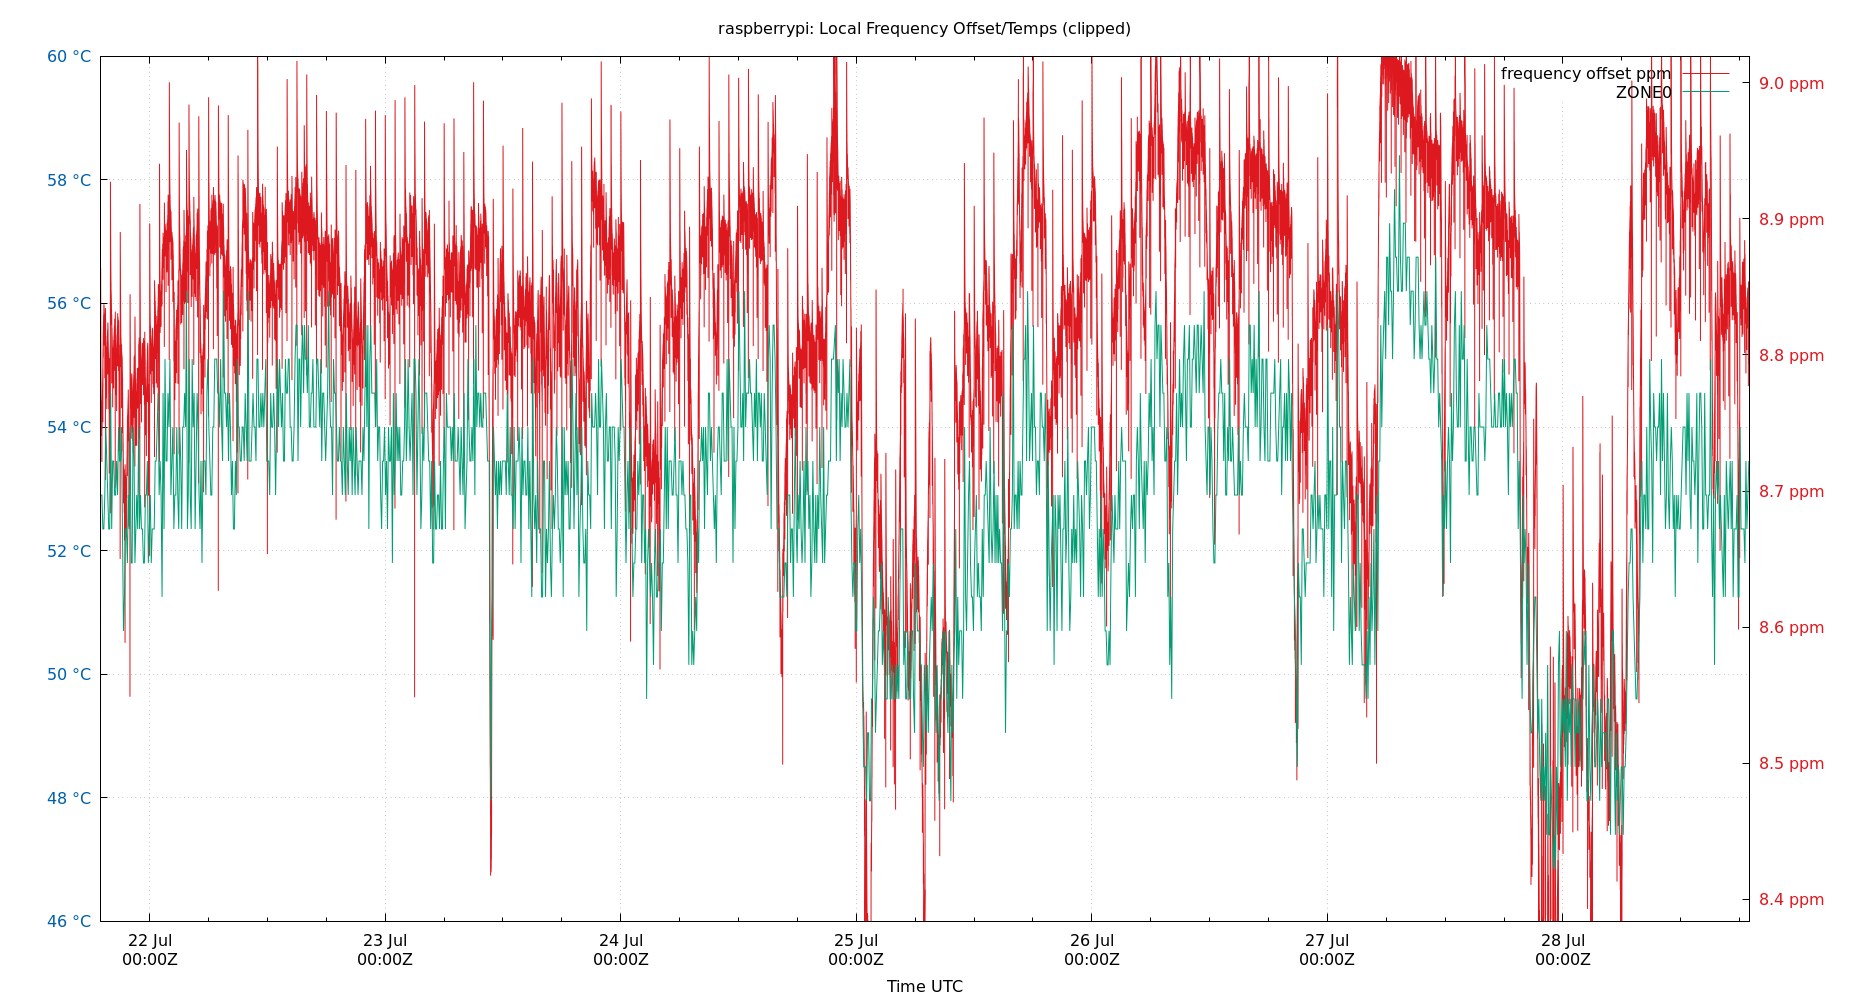 raspberrypi: Local Frequency Offset/Temps (clipped)
frequency offset ppm
ZONE0
60 °C
58 °C
56 °C
54 °C
52 °C
50 °C
48 °C
46 °C
9.0 ppm
8.9 ppm
8.8 ppm
8.7 ppm
8.6 ppm
8.5 ppm
8.4 ppm
22 Jul
00:00Z
23 Jul
00:00Z
24 Jul
00:00Z
25 Jul
00:00Z
26 Jul
00:00Z
27 Jul
00:00Z
28 Jul
00:00Z
Time UTC